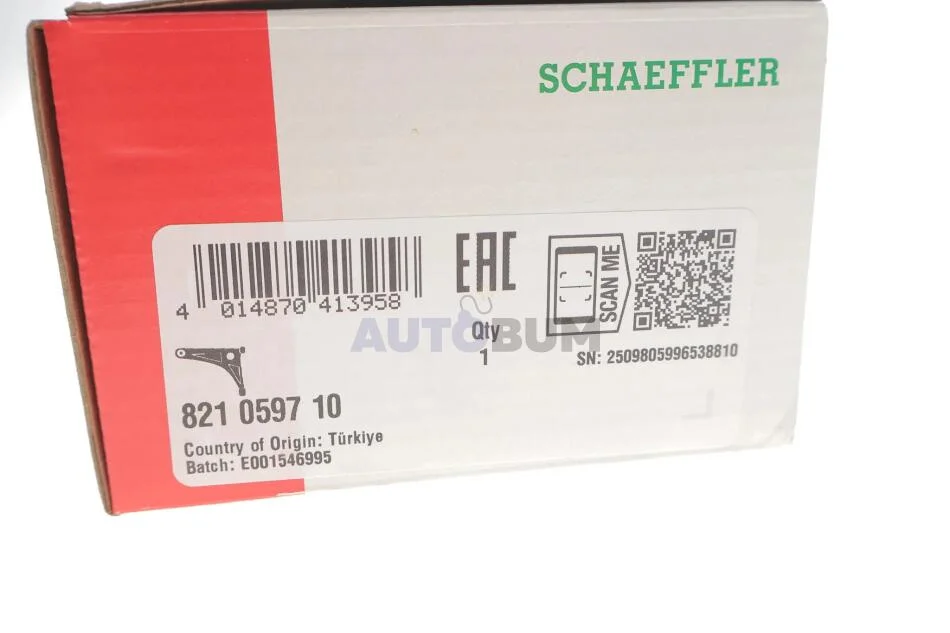 SCHAEFFLER
EAC
SCAN ME
4 014870 413958
AUTOBUM
Qty
1
SN: 2509805996538810
821 0597 10
Country of Origin: Türkiye
Batch: E001546995